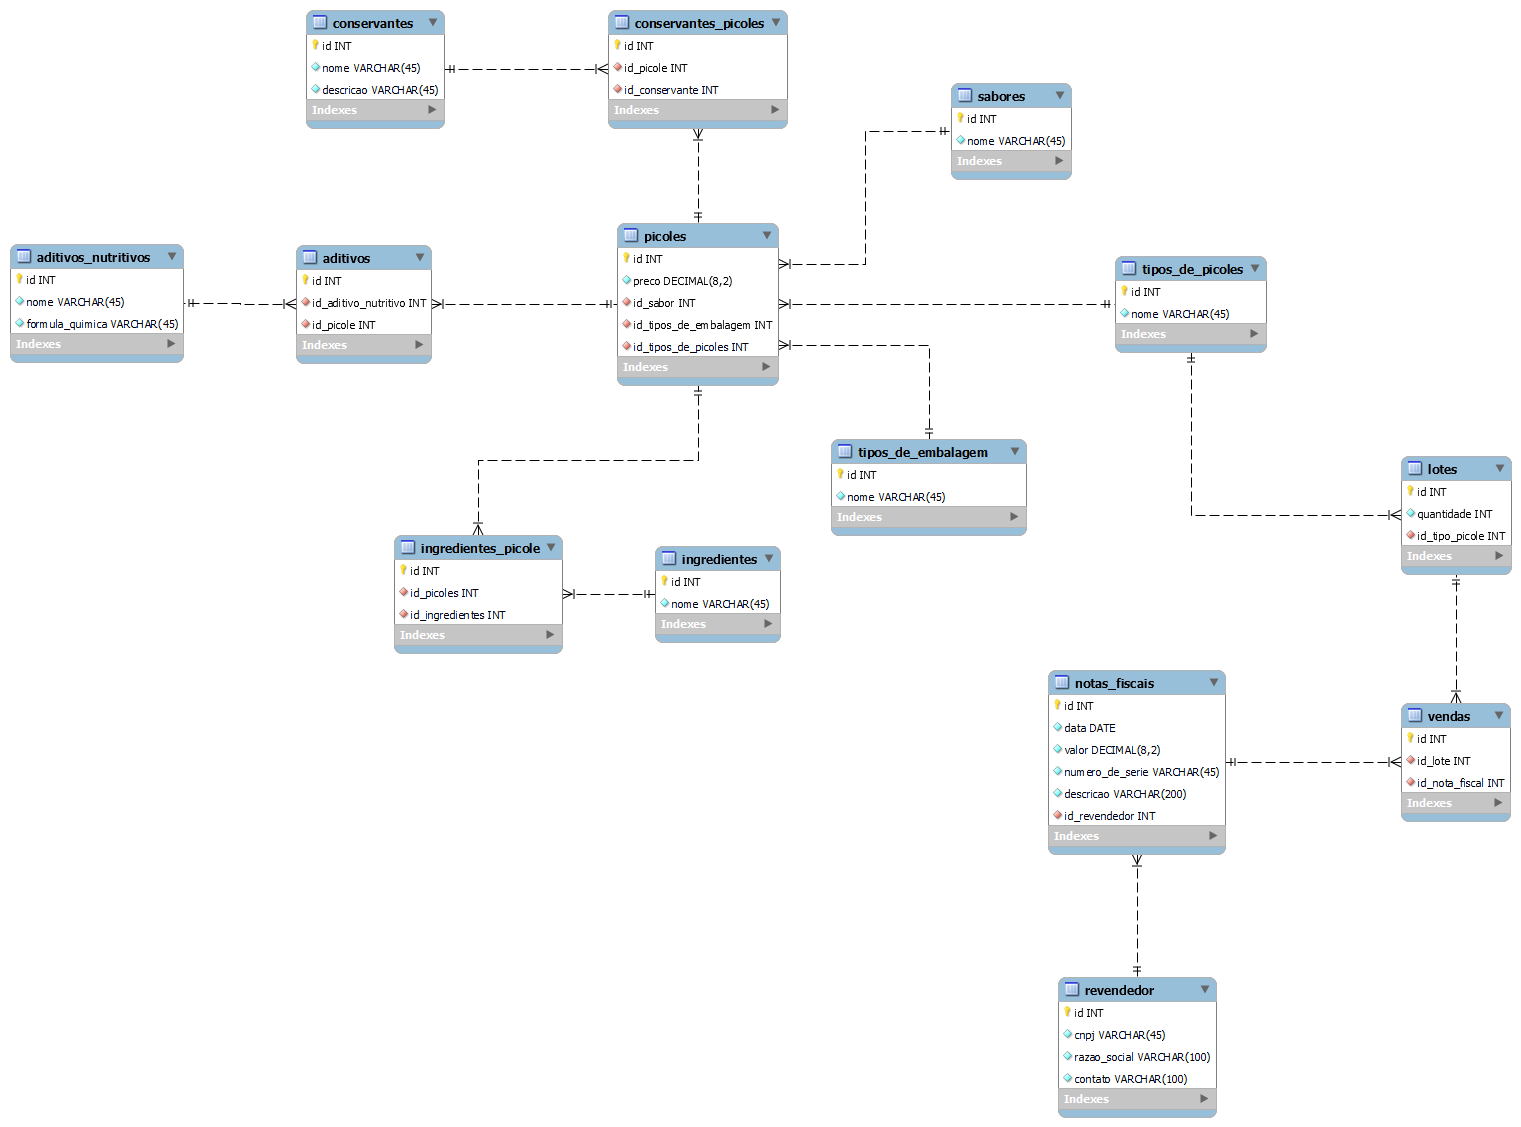 conservantes
id INT
nome VARCHAR(45)
descricao VARCHAR(45)
Indexes
conservantes_picoles
id INT
id_picole INT
id_conservante INT
Indexes
sabores
id INT
nome VARCHAR(45)
Indexes
aditivos_nutritivos
id INT
nome VARCHAR(45)
formula_quimica VARCHAR(45)
Indexes
aditivos
id INT
id_aditivo_nutritivo INT
id_picole INT
Indexes
picoles
id INT
preco DECIMAL(8,2)
id_sabor INT
id_tipos_de_embalagem INT
id_tipos_de_picoles INT
Indexes
tipos_de_picoles
id INT
nome VARCHAR(45)
Indexes
tipos_de_embalagem
id INT
nome VARCHAR(45)
Indexes
lotes
id INT
quantidade INT
id_tipo_picole INT
Indexes
ingredientes_picole
id INT
id_picoles INT
id_ingredientes INT
Indexes
ingredientes
id INT
nome VARCHAR(45)
Indexes
notas_fiscais
id INT
data DATE
valor DECIMAL(8,2)
numero_de_serie VARCHAR(45)
descricao VARCHAR(200)
id_revendedor INT
Indexes
vendas
id INT
id_lote INT
id_nota_fiscal INT
Indexes
revendedor
id INT
cnpj VARCHAR(45)
razao_social VARCHAR(100)
contato VARCHAR(100)
Indexes